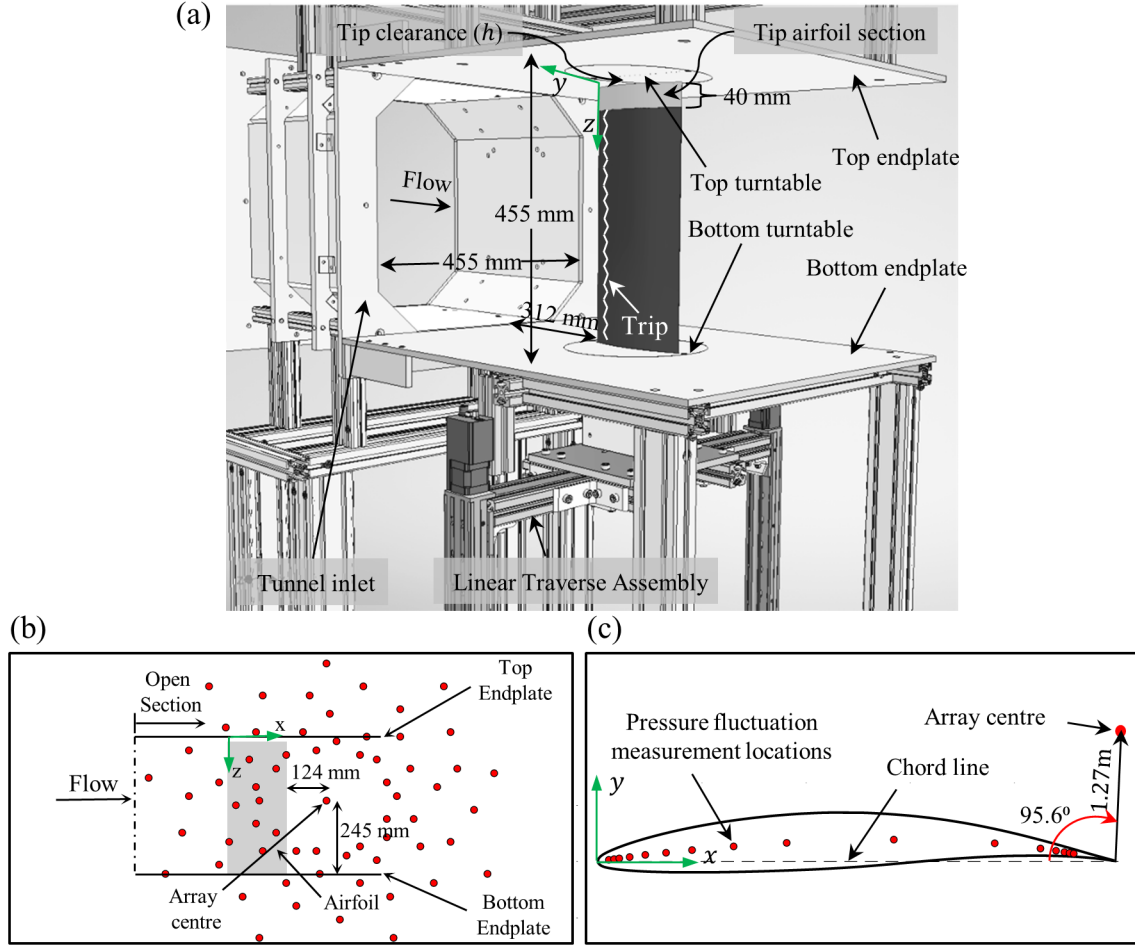 (a)
Tip clearance (h)
Tip airfoil section
y
z
40 mm
Top endplate
Flow
Top turntable
455 mm
Bottom turntable
455 mm
Bottom endplate
312 mm
Trip
Tunnel inlet
Linear Traverse Assembly
(b)
Open
Section
Top
Endplate
x
z
Flow
124 mm
245 mm
Array
centre
Airfoil
Bottom
Endplate
(c)
Pressure fluctuation
measurement locations
Array centre
y
Chord line
1.27m
95.6⁰
x